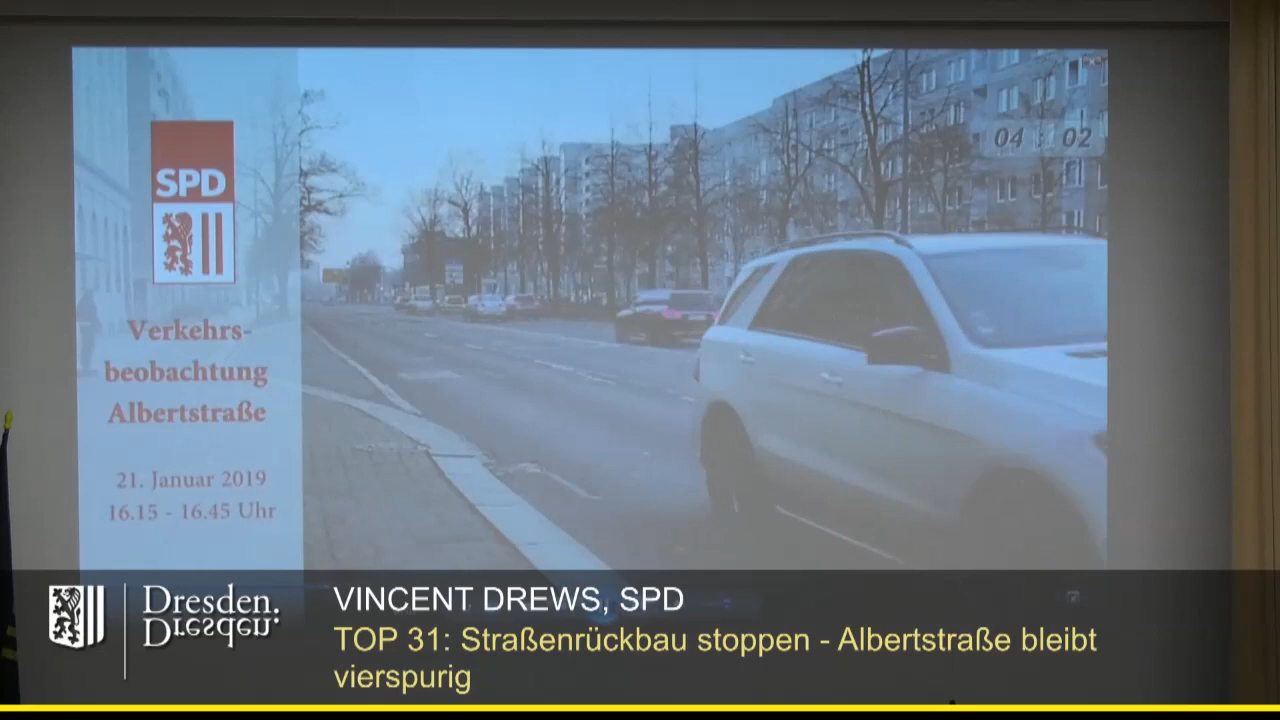 SPD
Verkehrs-
beobachtung
Albertstraße
21. Januar 2019
16.15 - 16.45 Uhr
04 : 02
Dresden.
Dresden.
VINCENT DREWS, SPD
TOP 31: Straßenrückbau stoppen - Albertstraße bleibt
vierspurig